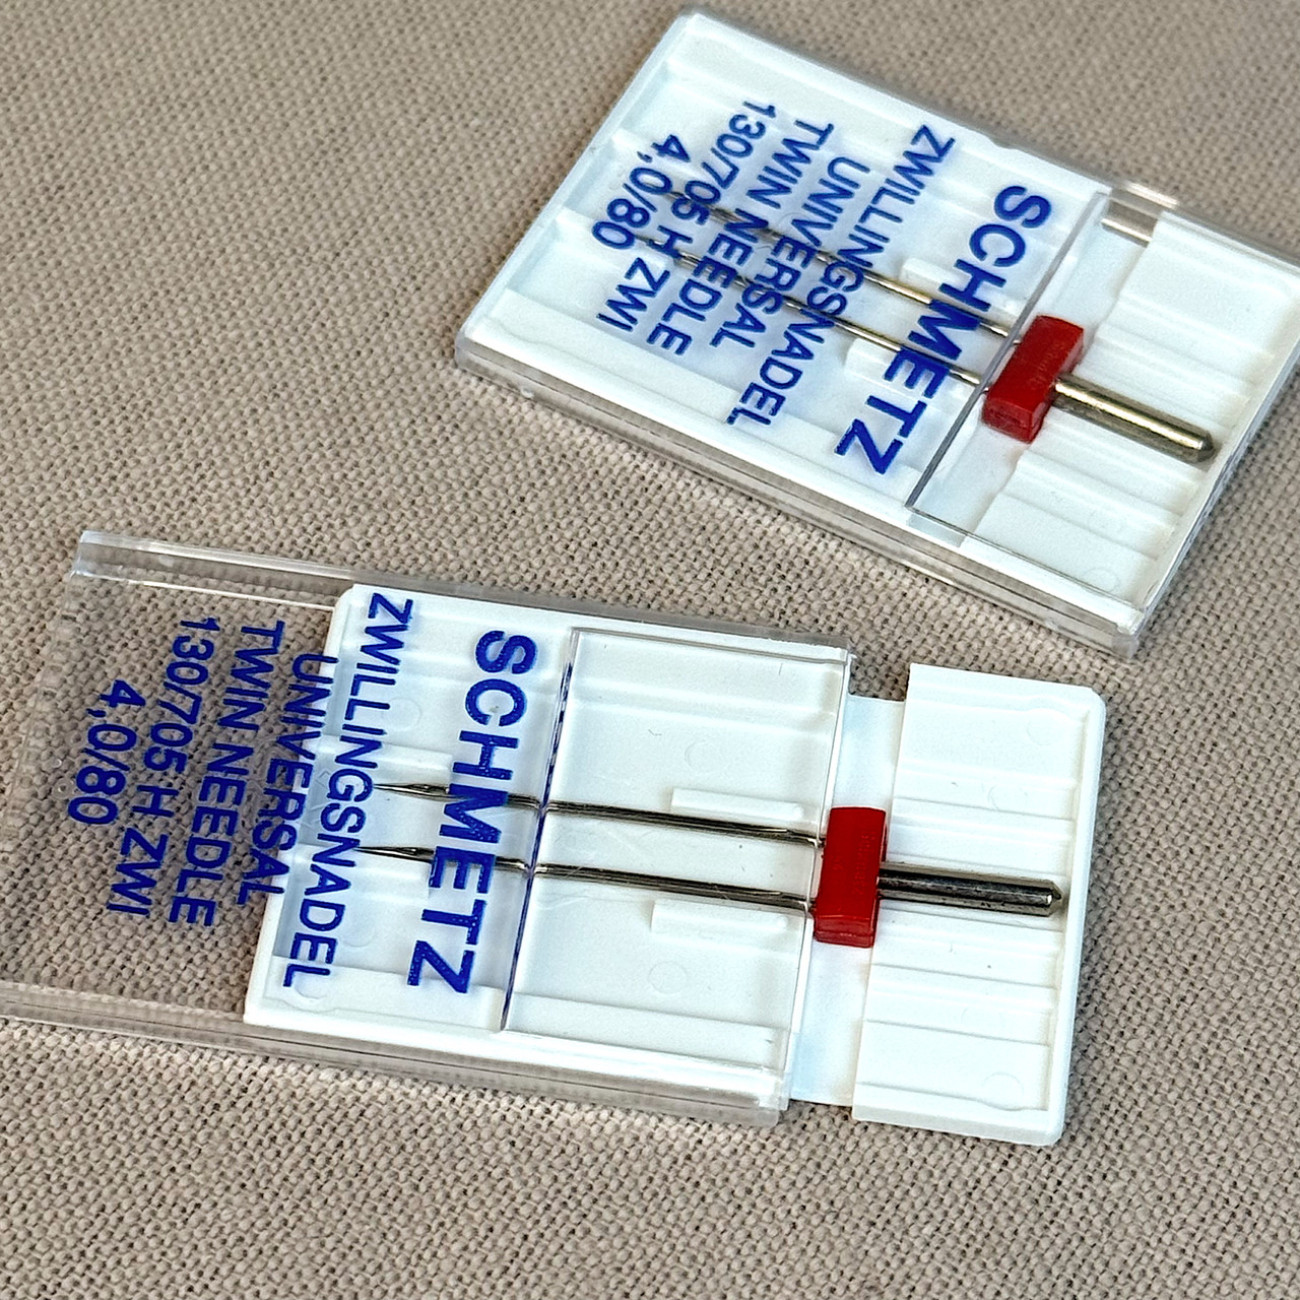 SCHMETZ
ZWILLINGSNADEL
UNIVERSAL
TWIN NEEDLE
130/705 H ZWI
4,0/80
SCHMETZ
ZWILLINGSNADEL
UNIVERSAL
TWIN NEEDLE
130/705 H ZWI
4,0/80